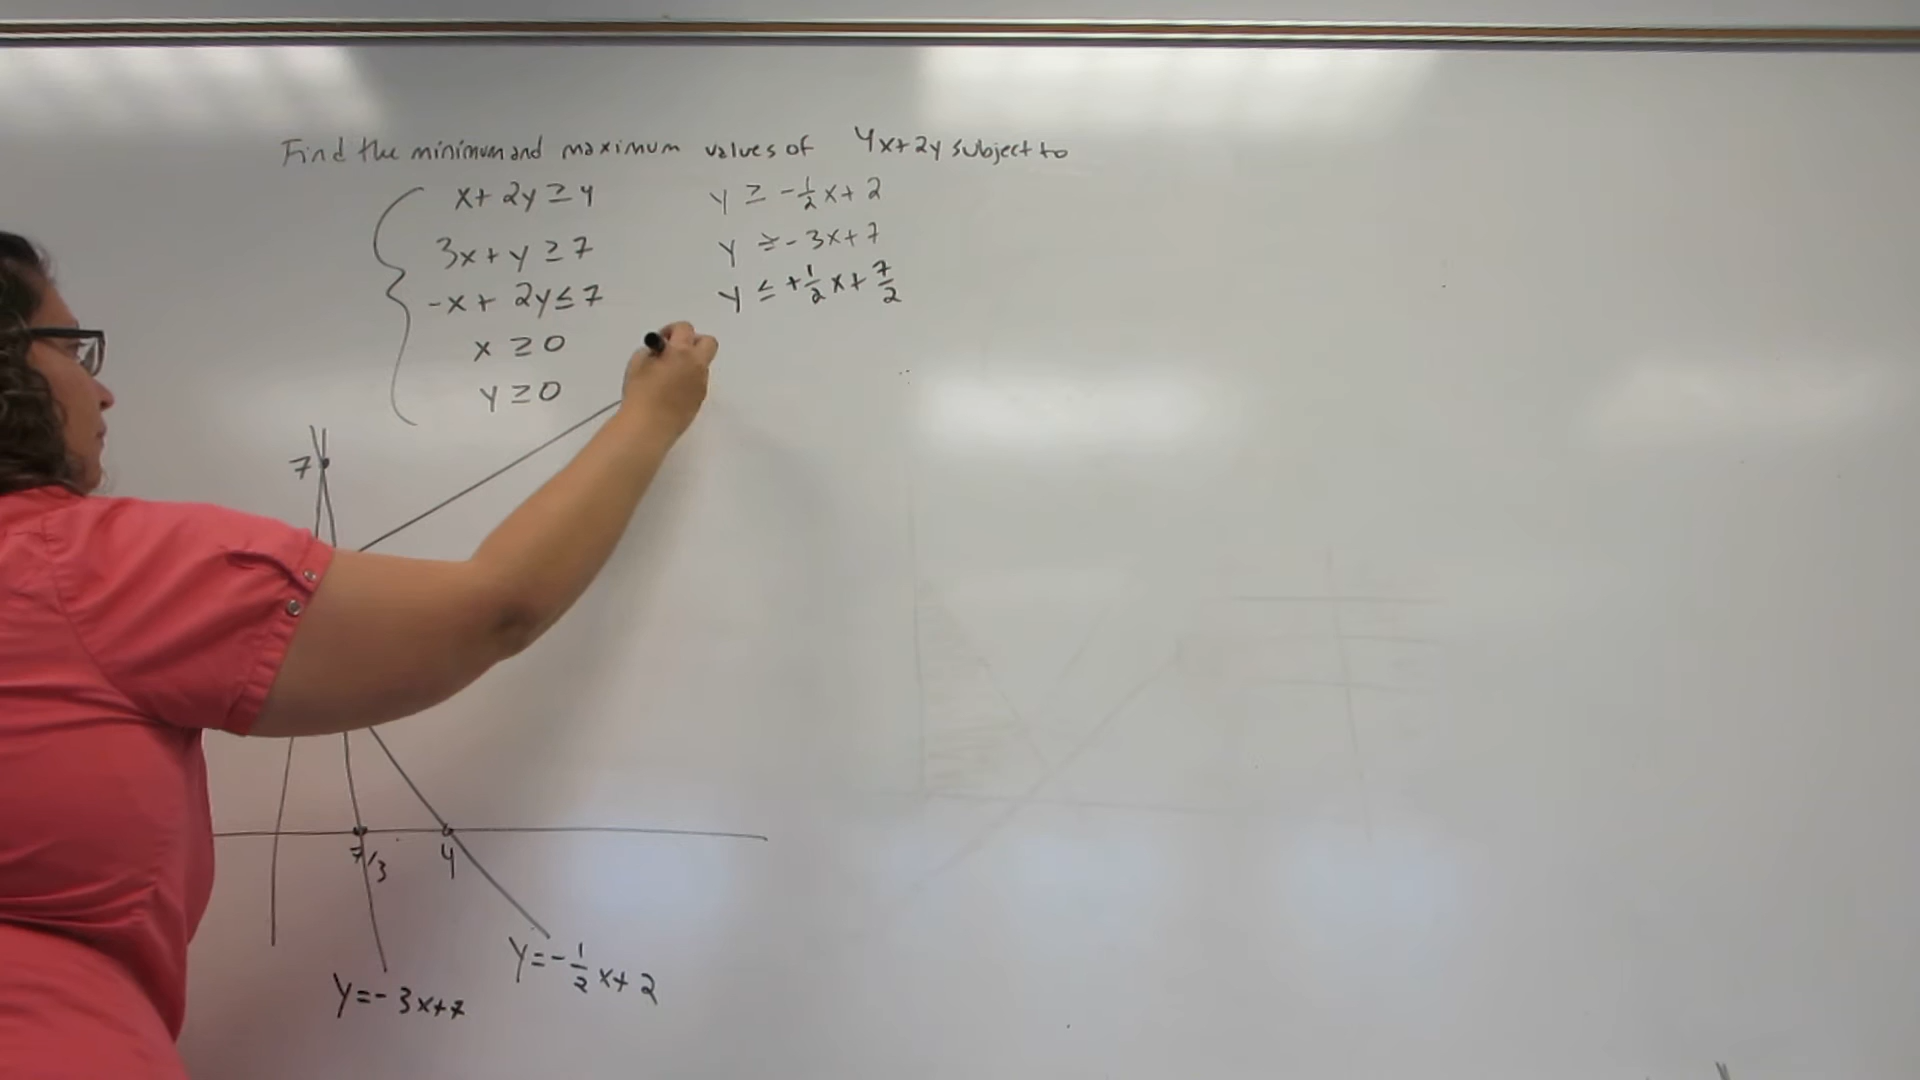 Find the minimum and maximum values of 4x+2y subject to
x+2y≥4 y≥-1/2x+2
3x+y≥7 y≥-3x+7
-x+2y≤7 y≤+1/2x+7/2
x≥0
y≥0
7
7/3 4
y=-1/2x+2
y=-3x+7